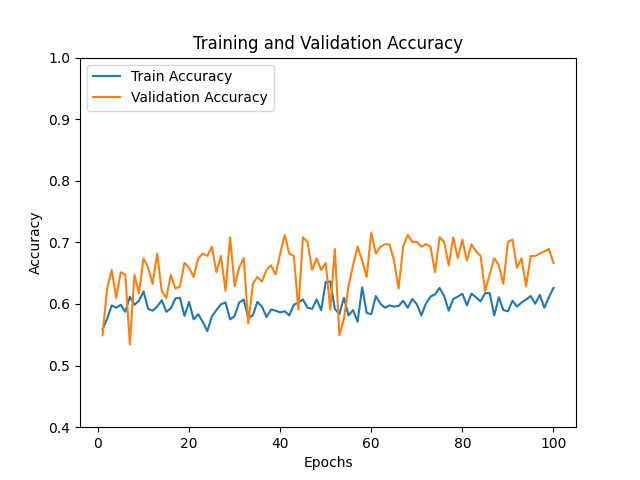 Training and Validation Accuracy
Train Accuracy
Validation Accuracy
1.0
0.9
0.8
0.7
0.6
0.5
0.4
Accuracy
0 20 40 60 80 100
Epochs